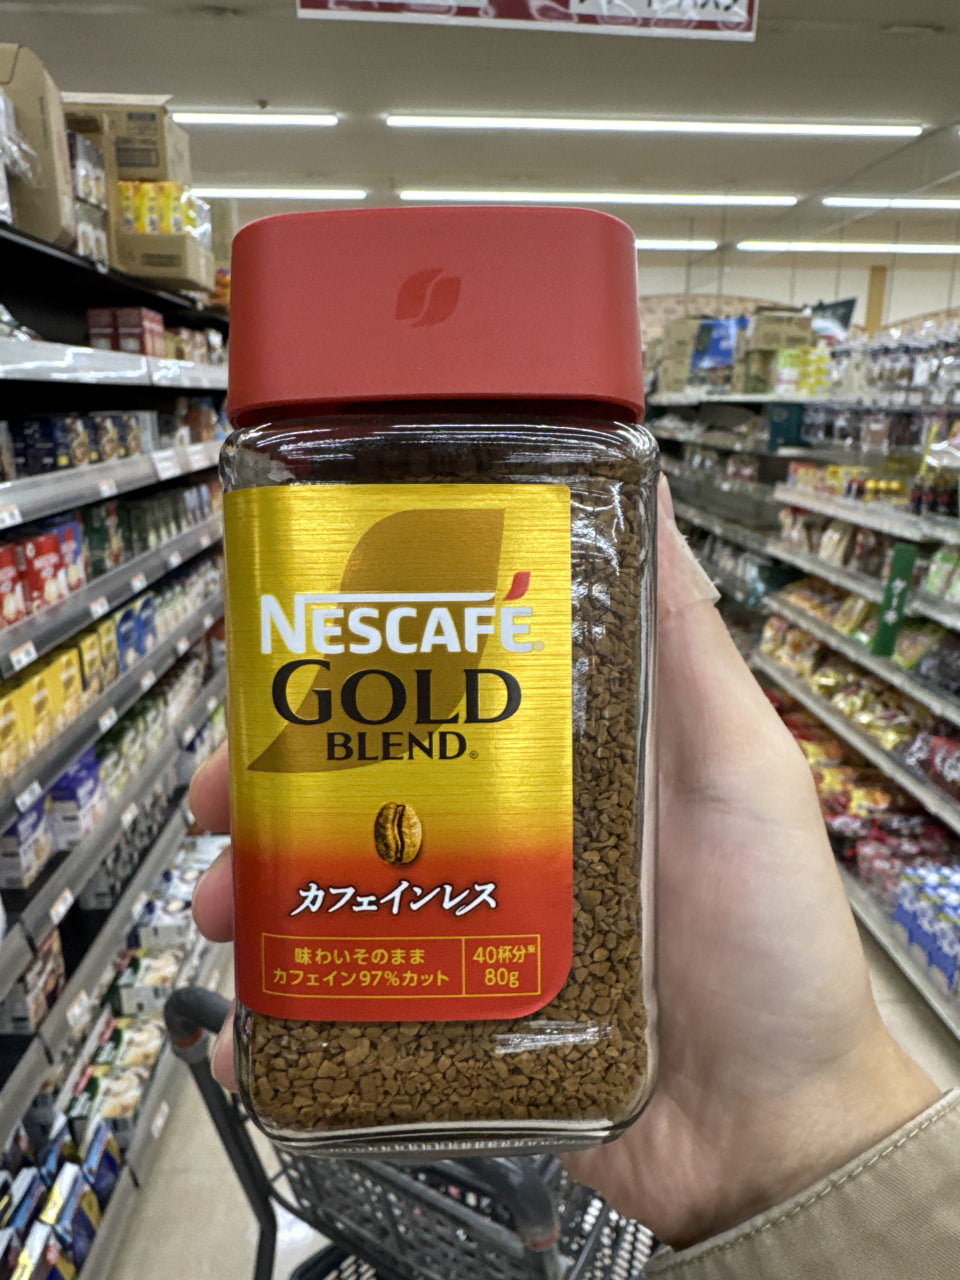 NESCAFÉ®
GOLD
BLEND®
カフェインレス
味わいそのまま
カフェイン97%カット
40杯分※
80g